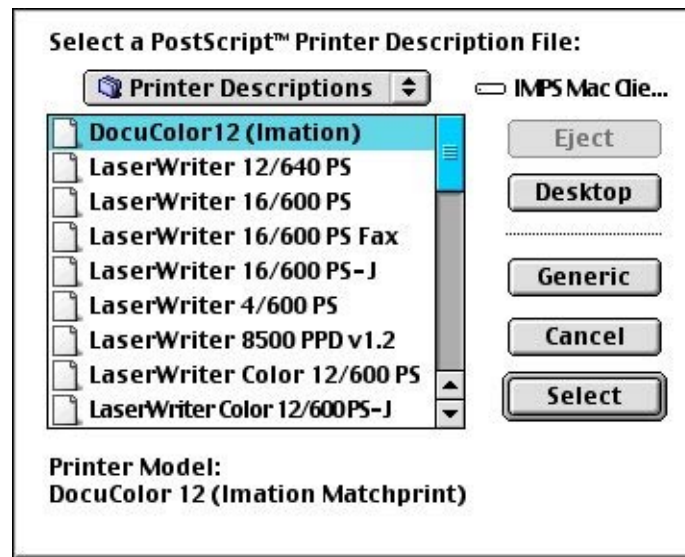 Select a PostScript™ Printer Description File:
Printer Descriptions
IMPS Mac Clie...
DocuColor12 (Imation)
LaserWriter 12/640 PS
LaserWriter 16/600 PS
LaserWriter 16/600 PS Fax
LaserWriter 16/600 PS-J
LaserWriter 4/600 PS
LaserWriter 8500 PPD v1.2
LaserWriter Color 12/600 PS
LaserWriter Color 12/600 PS-J
Eject
Desktop
Generic
Cancel
Select
Printer Model:
DocuColor 12 (Imation Matchprint)